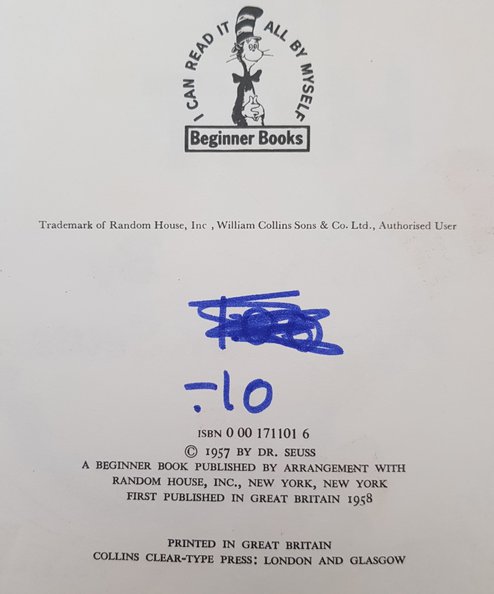 I CAN READ IT ALL BY MYSELF
Beginner Books
Trademark of Random House, Inc , William Collins Sons & Co. Ltd., Authorised User
-.10
ISBN 0 00 171101 6
© 1957 BY DR. SEUSS
A BEGINNER BOOK PUBLISHED BY ARRANGEMENT WITH
RANDOM HOUSE, INC., NEW YORK, NEW YORK
FIRST PUBLISHED IN GREAT BRITAIN 1958
PRINTED IN GREAT BRITAIN
COLLINS CLEAR-TYPE PRESS: LONDON AND GLASGOW